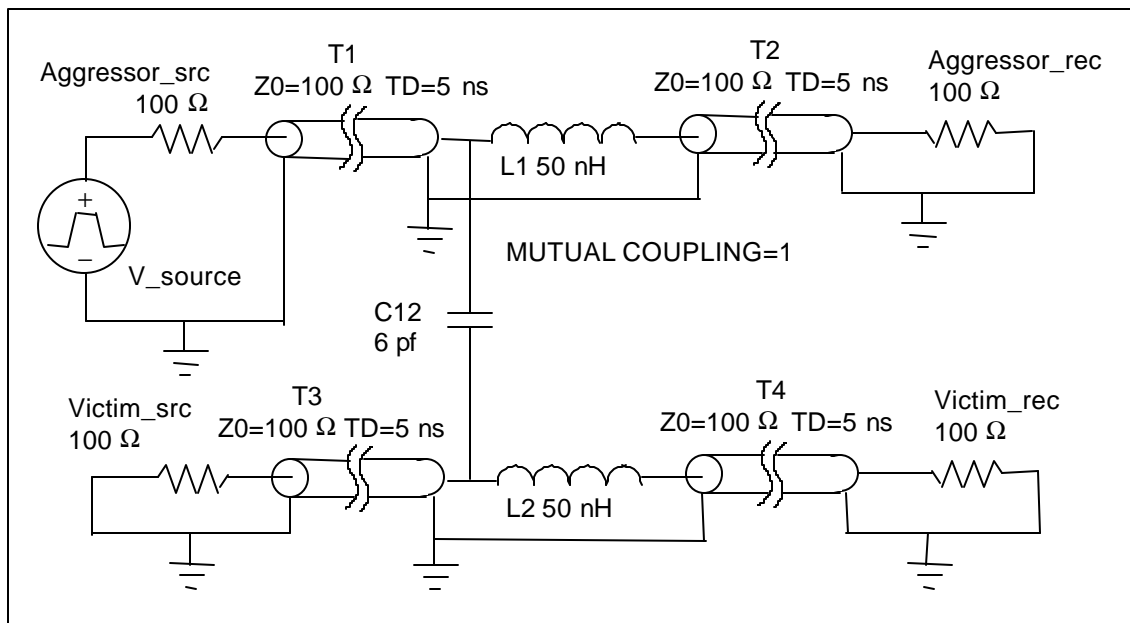 T1
Z0=100 Ω TD=5 ns
T2
Z0=100 Ω TD=5 ns
Aggressor_src
100 Ω
Aggressor_rec
100 Ω
L1 50 nH
+
−
V_source
MUTUAL COUPLING=1
C12
6 pf
Victim_src
100 Ω
T3
Z0=100 Ω TD=5 ns
T4
Z0=100 Ω TD=5 ns
Victim_rec
100 Ω
L2 50 nH